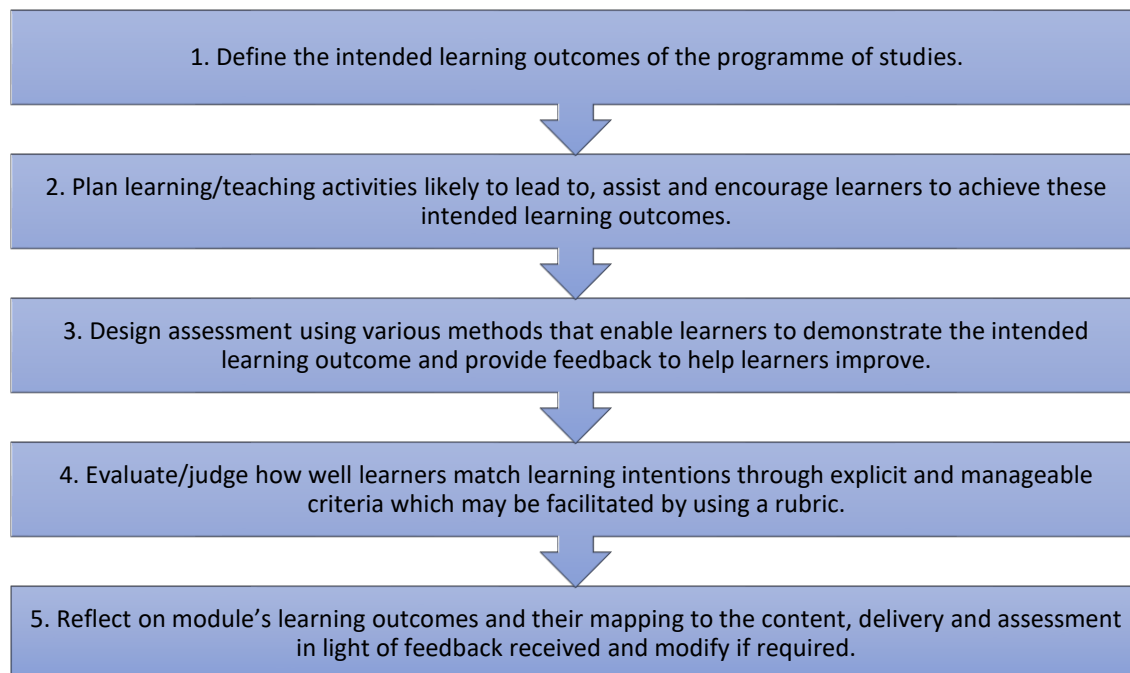 1. Define the intended learning outcomes of the programme of studies.
2. Plan learning/teaching activities likely to lead to, assist and encourage learners to achieve these
intended learning outcomes.
3. Design assessment using various methods that enable learners to demonstrate the intended
learning outcome and provide feedback to help learners improve.
4. Evaluate/judge how well learners match learning intentions through explicit and manageable
criteria which may be facilitated by using a rubric.
5. Reflect on module’s learning outcomes and their mapping to the content, delivery and assessment
in light of feedback received and modify if required.